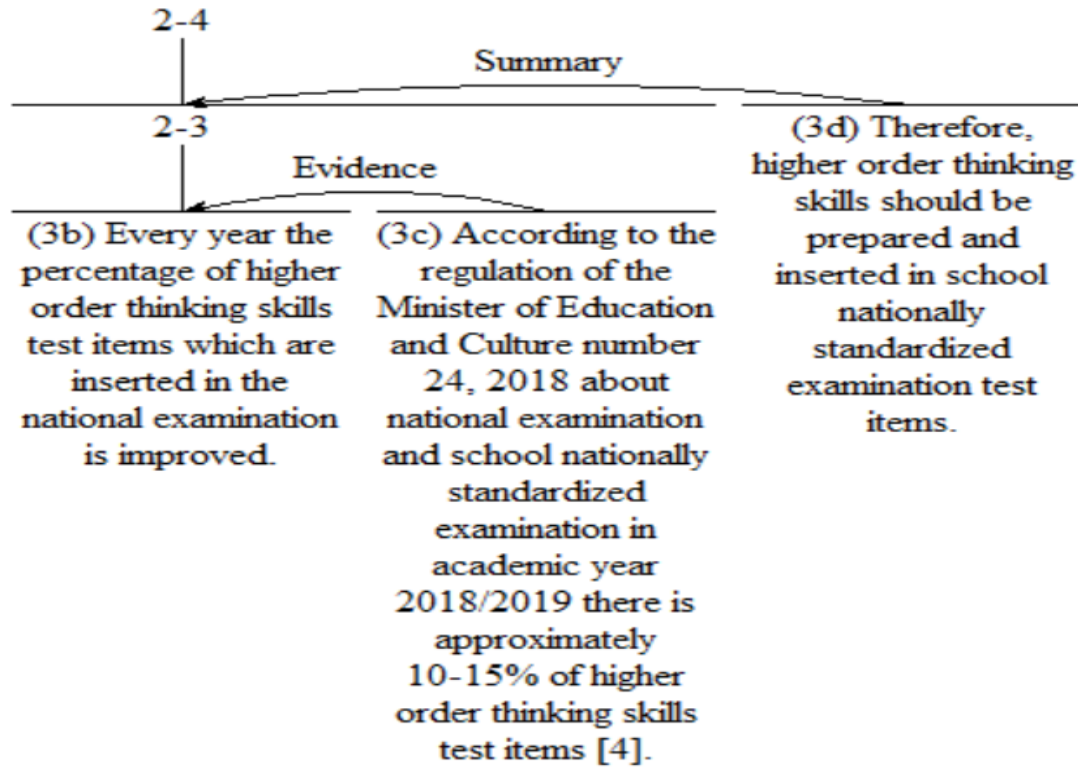 2-4
Summary
2-3
Evidence
(3b) Every year the
percentage of higher
order thinking skills
test items which are
inserted in the
national examination
is improved.
(3c) According to the
regulation of the
Minister of Education
and Culture number
24, 2018 about
national examination
and school nationally
standardized
examination in
academic year
2018/2019 there is
approximately
10-15% of higher
order thinking skills
test items [4].
(3d) Therefore,
higher order thinking
skills should be
prepared and
inserted in school
nationally
standardized
examination test
items.